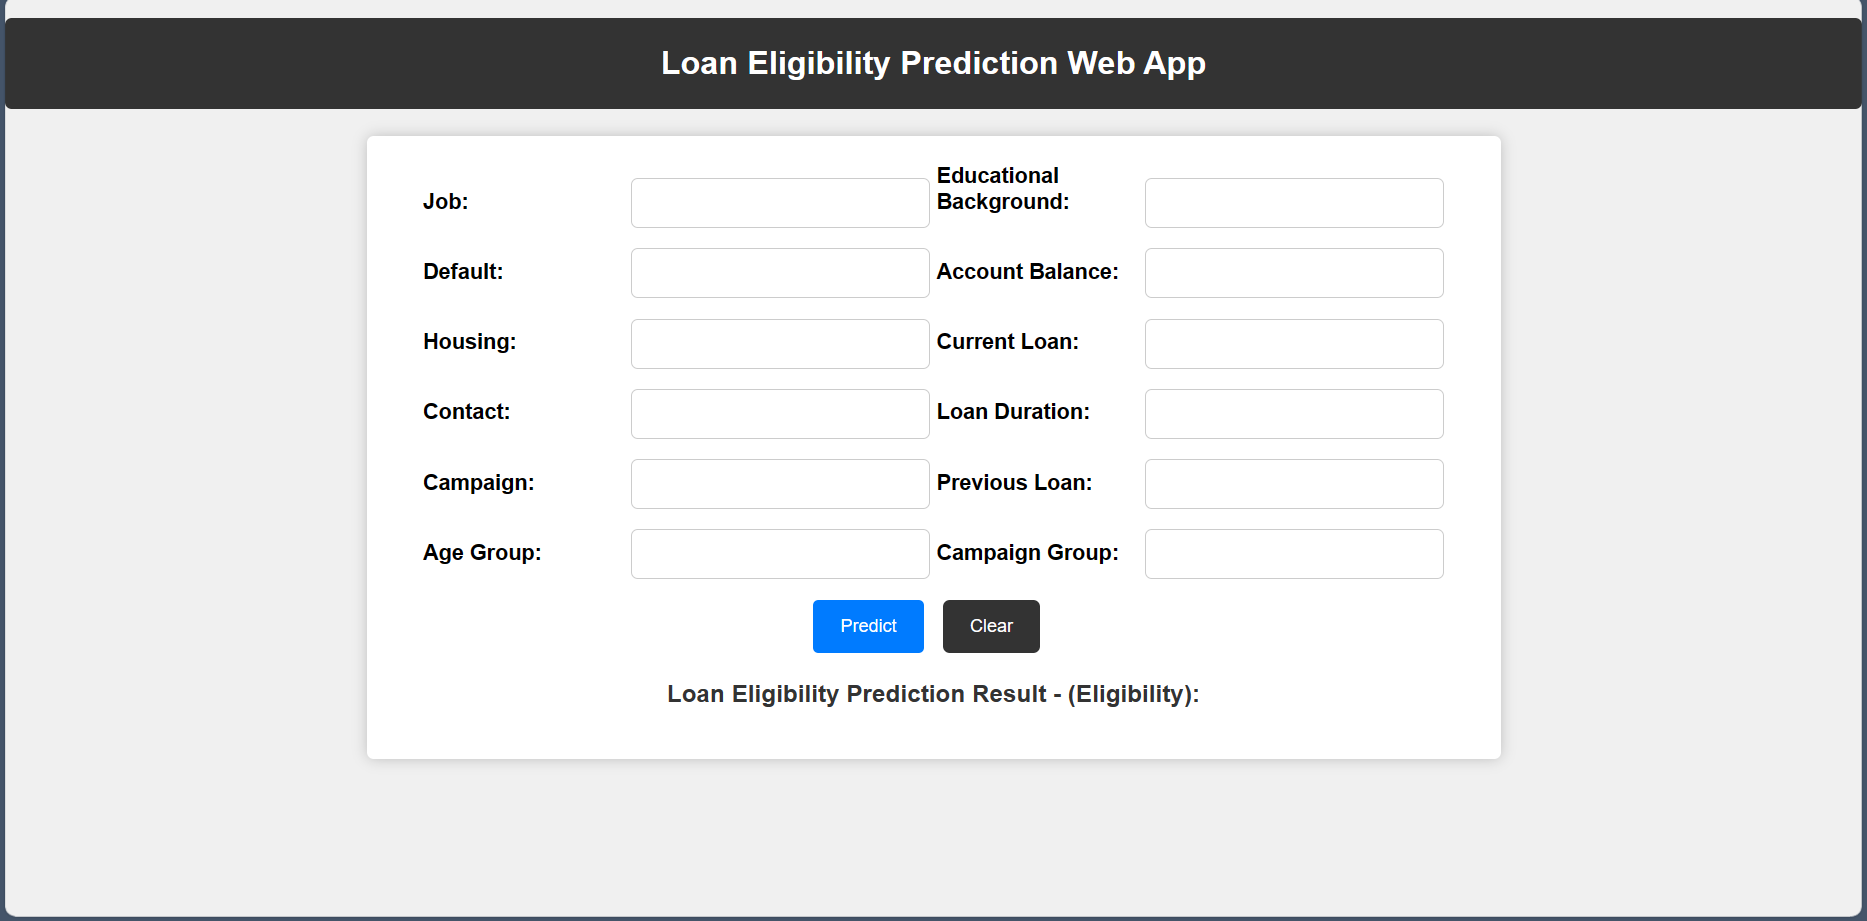 Loan Eligibility Prediction Web App
Job:
Educational
Background:
Default:
Account Balance:
Housing:
Current Loan:
Contact:
Loan Duration:
Campaign:
Previous Loan:
Age Group:
Campaign Group:
Predict
Clear
Loan Eligibility Prediction Result - (Eligibility):